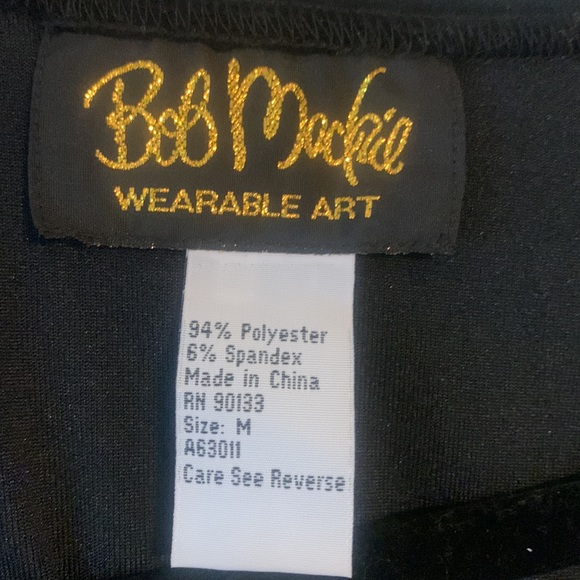 Bob Mackie
WEARABLE ART
94% Polyester
6% Spandex
Made in China
RN 90133
Size: M
A63011
Care See Reverse